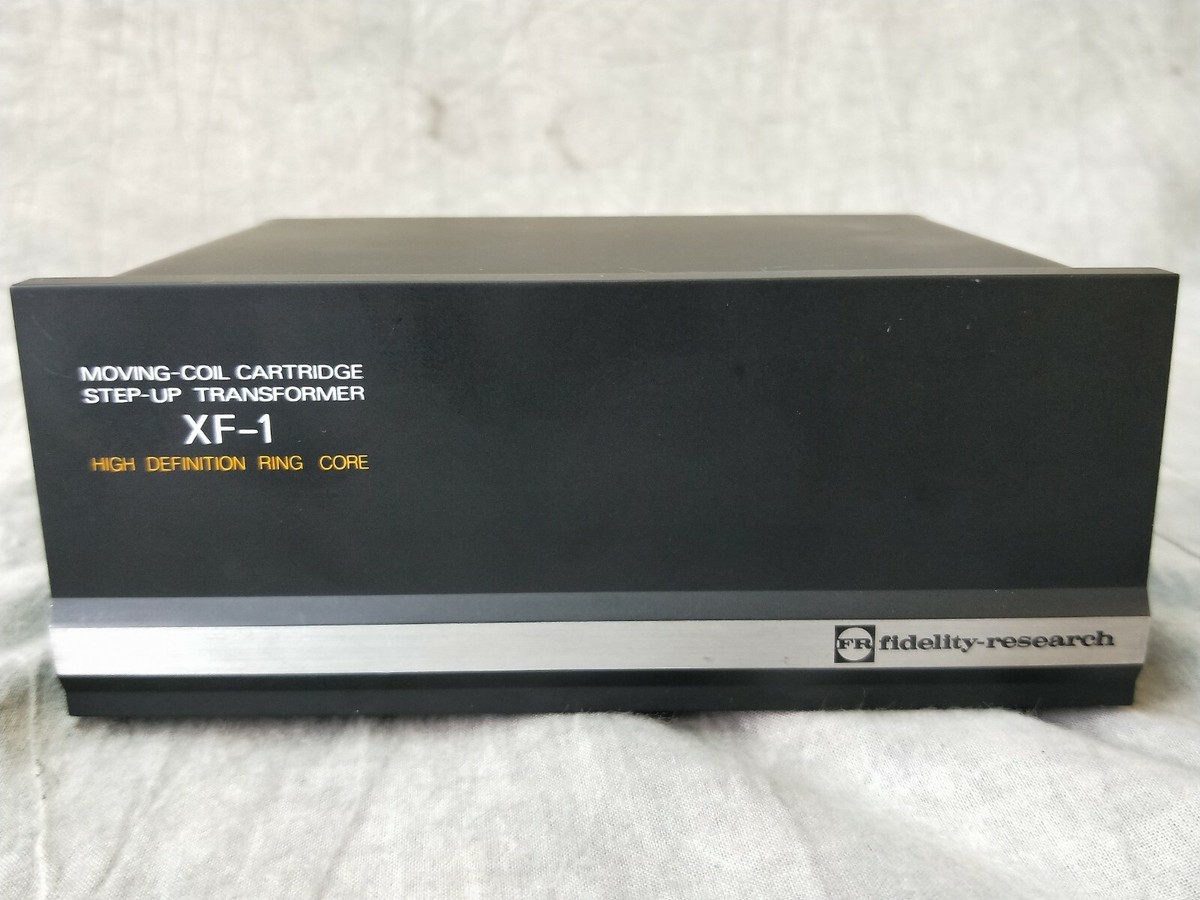 MOVING-COIL CARTRIDGE
STEP-UP TRANSFORMER
XF-1
HIGH DEFINITION RING CORE
FR fidelity-research